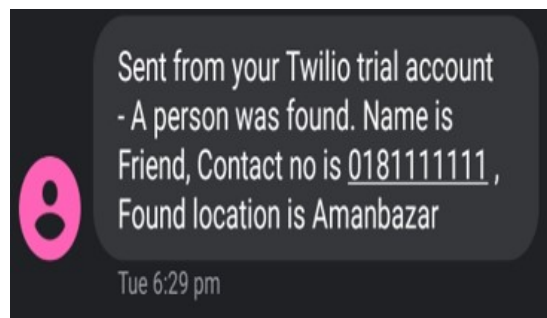 Sent from your Twilio trial account
- A person was found. Name is
Friend, Contact no is 0181111111 ,
Found location is Amanbazar
Tue 6:29 pm